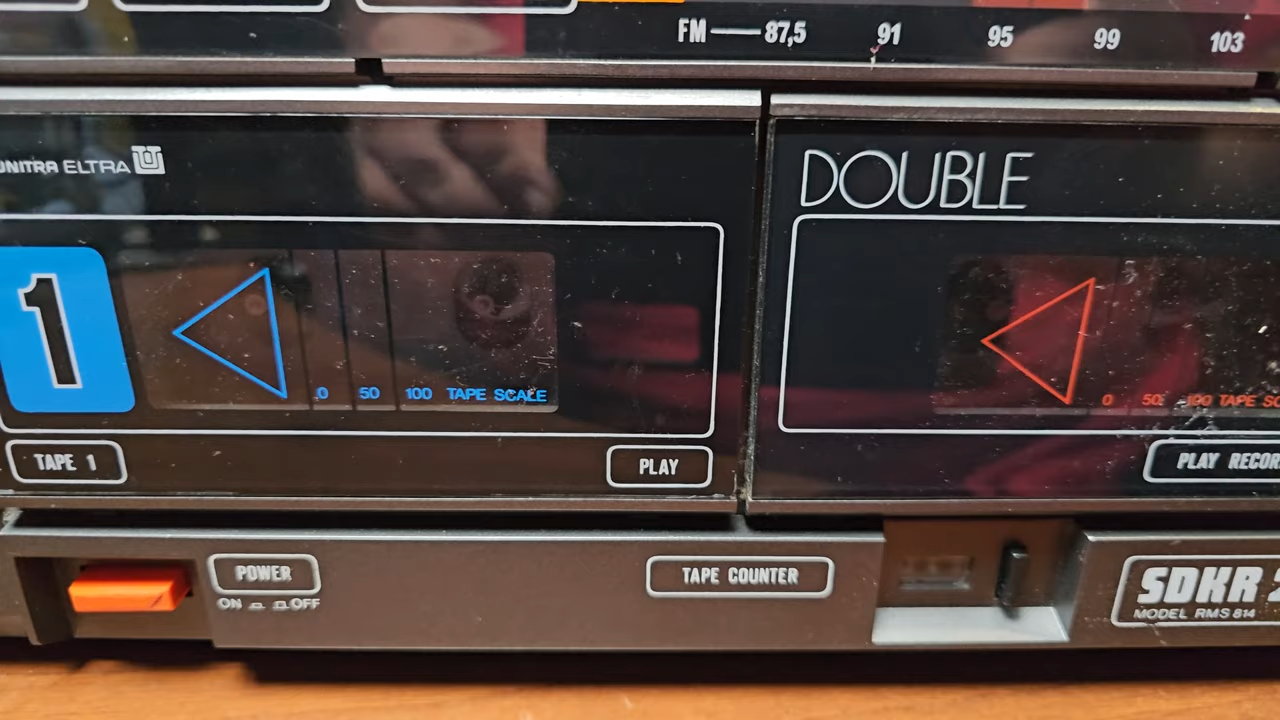 FM 87,5 91 95 99 103
UNITRA ELTRA
DOUBLE
1
0 50 100 TAPE SCALE
0 50 100 TAPE
TAPE 1
PLAY
PLAY
POWER
ON OFF
TAPE COUNTER
SDKR
MODEL RMS 814